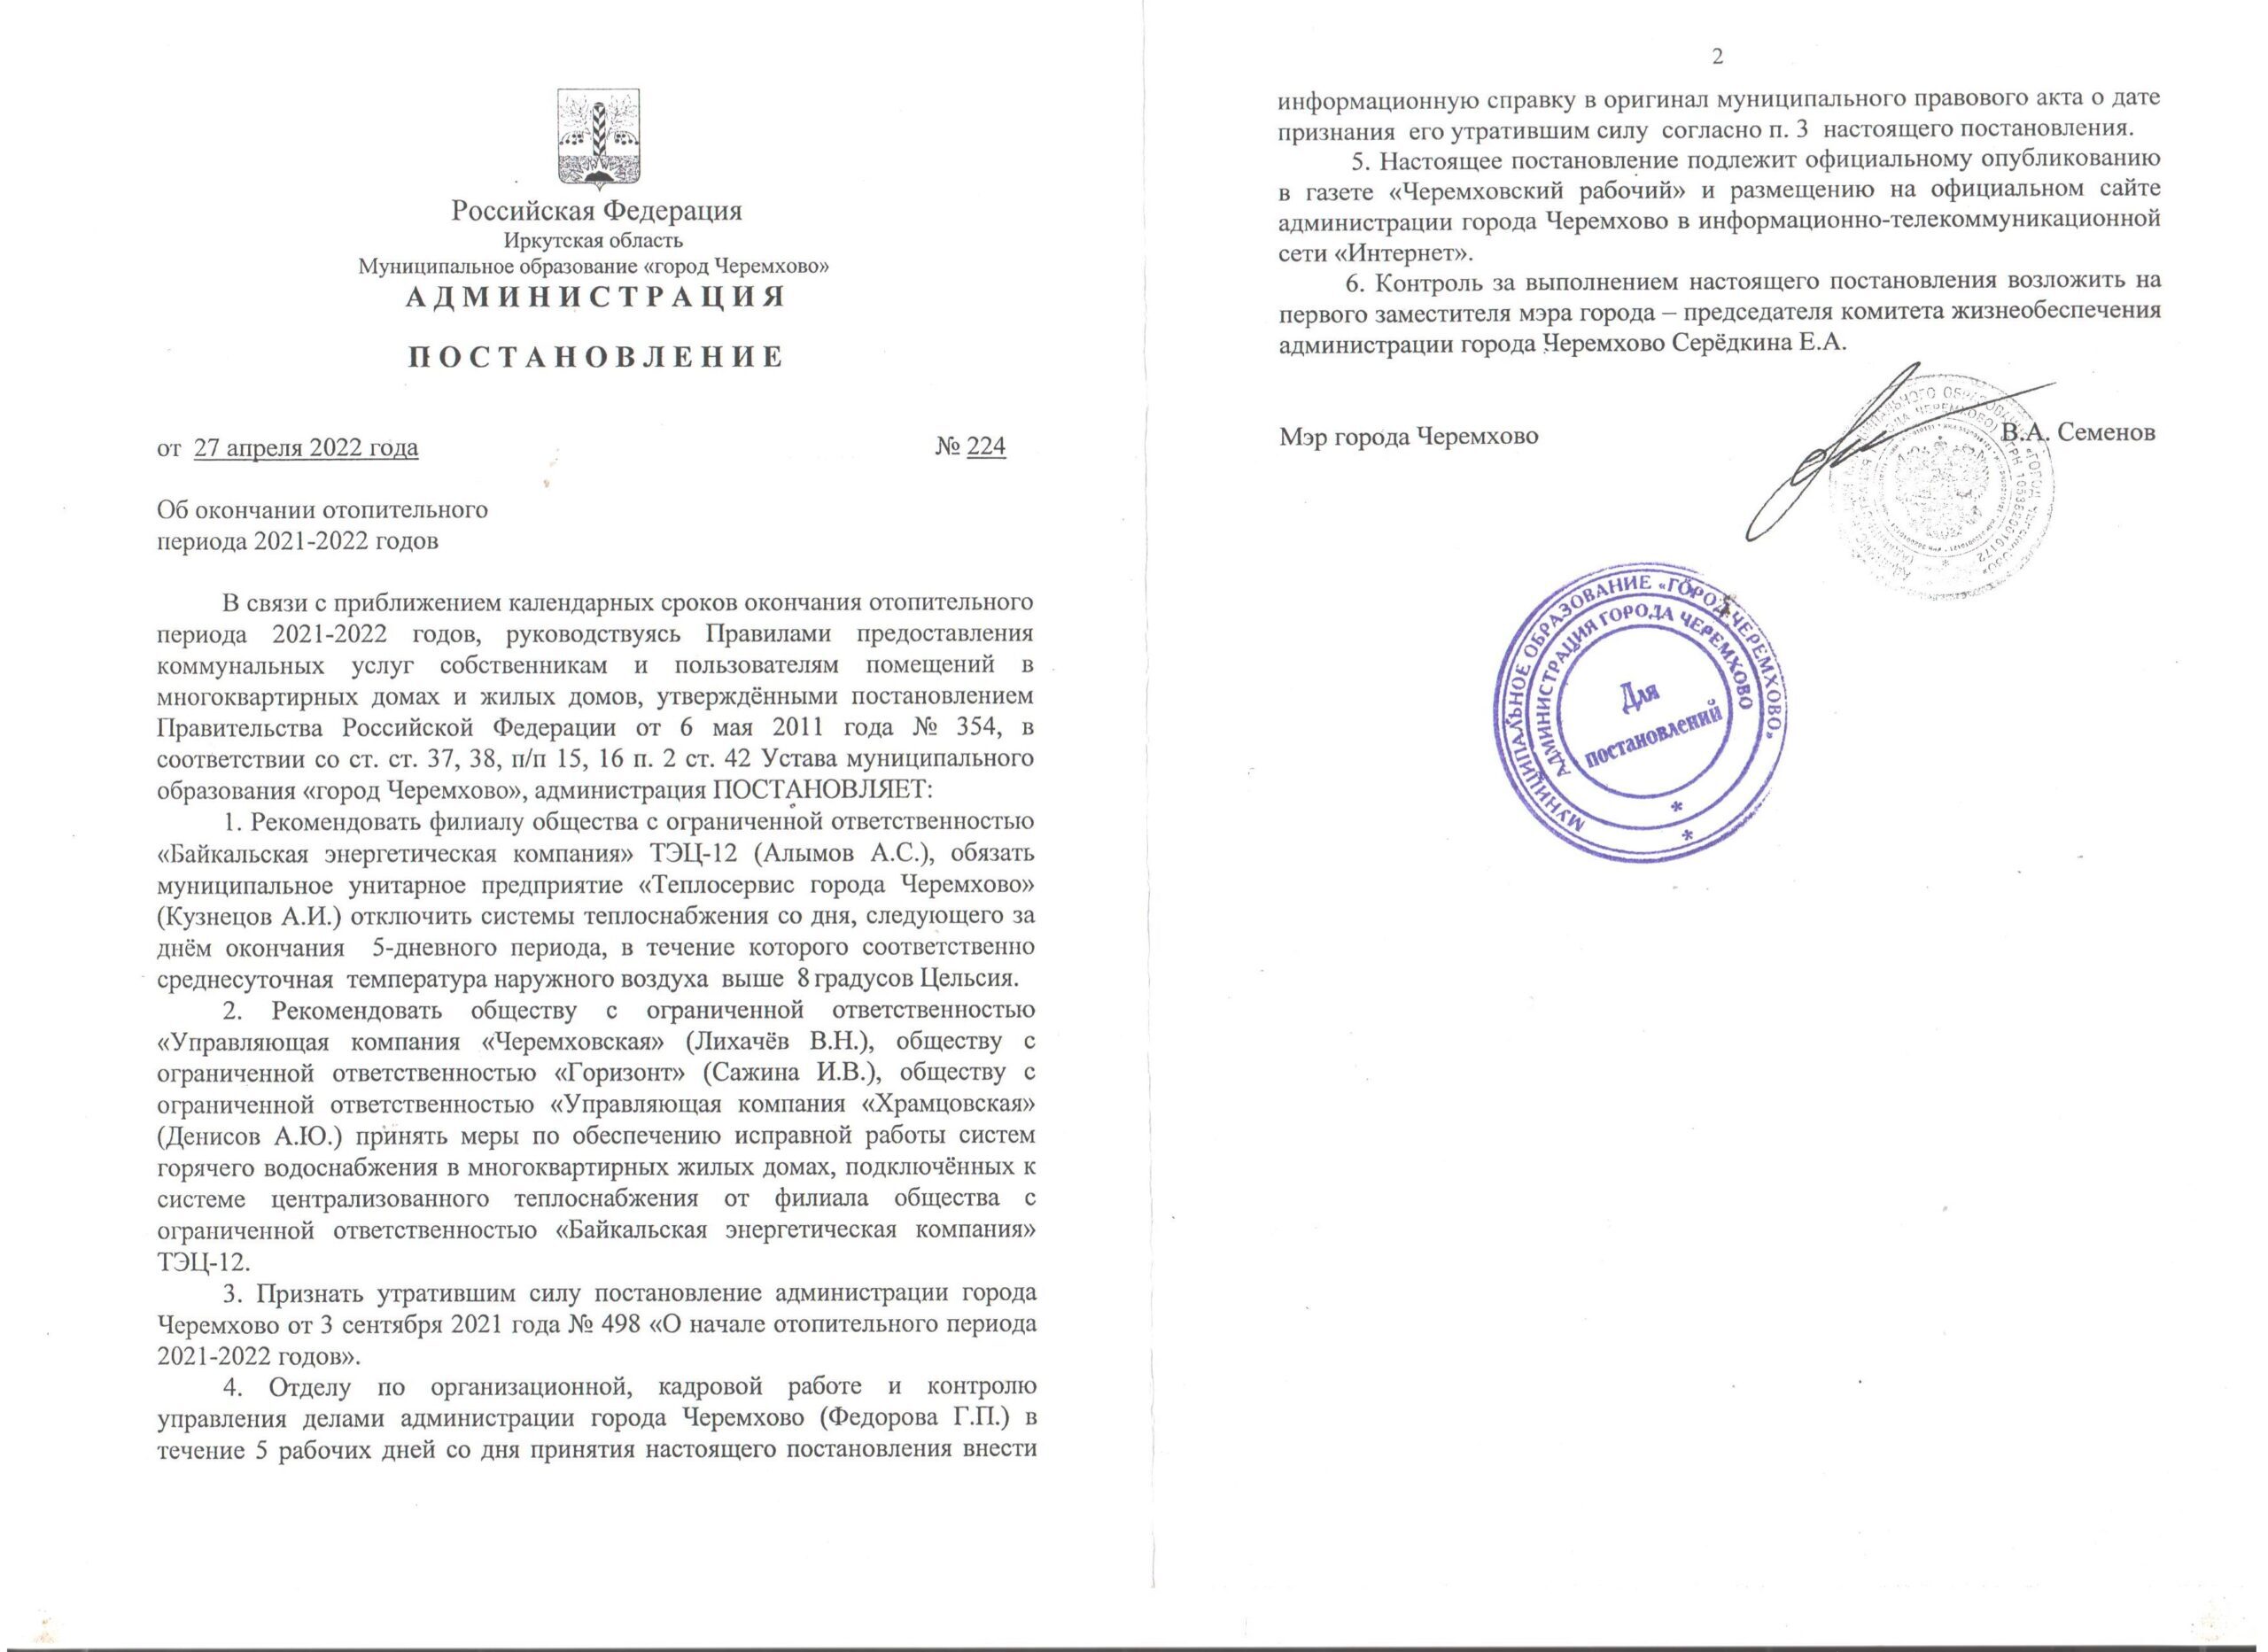 Российская Федерация
Иркутская область
Муниципальное образование «город Черемхово»
АДМИНИСТРАЦИЯ
ПОСТАНОВЛЕНИЕ
от 27 апреля 2022 года № 224
Об окончании отопительного
периода 2021-2022 годов
В связи с приближением календарных сроков окончания отопительного
периода 2021-2022 годов, руководствуясь Правилами предоставления
коммунальных услуг собственникам и пользователям помещений в
многоквартирных домах и жилых домов, утверждёнными постановлением
Правительства Российской Федерации от 6 мая 2011 года № 354, в
соответствии со ст. ст. 37, 38, п/п 15, 16 п. 2 ст. 42 Устава муниципального
образования «город Черемхово», администрация ПОСТАНОВЛЯЕТ:
1. Рекомендовать филиалу общества с ограниченной ответственностью
«Байкальская энергетическая компания» ТЭЦ-12 (Алымов А.С.), обязать
муниципальное унитарное предприятие «Теплосервис города Черемхово»
(Кузнецов А.И.) отключить системы теплоснабжения со дня, следующего за
днём окончания 5-дневного периода, в течение которого соответственно
среднесуточная температура наружного воздуха выше 8 градусов Цельсия.
2. Рекомендовать обществу с ограниченной ответственностью
«Управляющая компания «Черемховская» (Лихачёв В.Н.), обществу с
ограниченной ответственностью «Горизонт» (Сажина И.В.), обществу с
ограниченной ответственностью «Управляющая компания «Храмцовская»
(Денисов А.Ю.) принять меры по обеспечению исправной работы систем
горячего водоснабжения в многоквартирных жилых домах, подключённых к
системе централизованного теплоснабжения от филиала общества с
ограниченной ответственностью «Байкальская энергетическая компания»
ТЭЦ-12.
3. Признать утратившим силу постановление администрации города
Черемхово от 3 сентября 2021 года № 498 «О начале отопительного периода
2021-2022 годов».
4. Отделу по организационной, кадровой работе и контролю
управления делами администрации города Черемхово (Федорова Г.П.) в
течение 5 рабочих дней со дня принятия настоящего постановления внести
2
информационную справку в оригинал муниципального правового акта о дате
признания его утратившим силу согласно п. 3 настоящего постановления.
5. Настоящее постановление подлежит официальному опубликованию
в газете «Черемховский рабочий» и размещению на официальном сайте
администрации города Черемхово в информационно-телекоммуникационной
сети «Интернет».
6. Контроль за выполнением настоящего постановления возложить на
первого заместителя мэра города – председателя комитета жизнеобеспечения
администрации города Черемхово Серёдкина Е.А.
Мэр города Черемхово В.А. Семенов
МУНИЦИПАЛЬНОЕ ОБРАЗОВАНИЕ «ГОРОД ЧЕРЕМХОВО»
АДМИНИСТРАЦИЯ ГОРОДА ЧЕРЕМХОВО
Для
постановлений